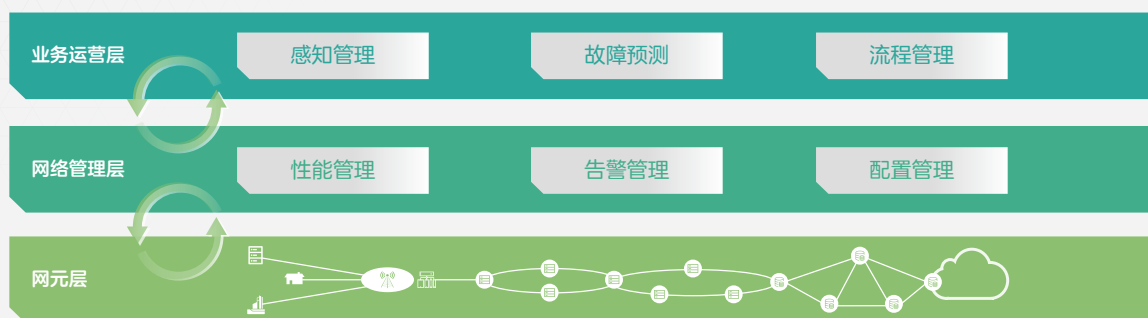 业务运营层
感知管理
故障预测
流程管理
网络管理层
性能管理
告警管理
配置管理
网元层